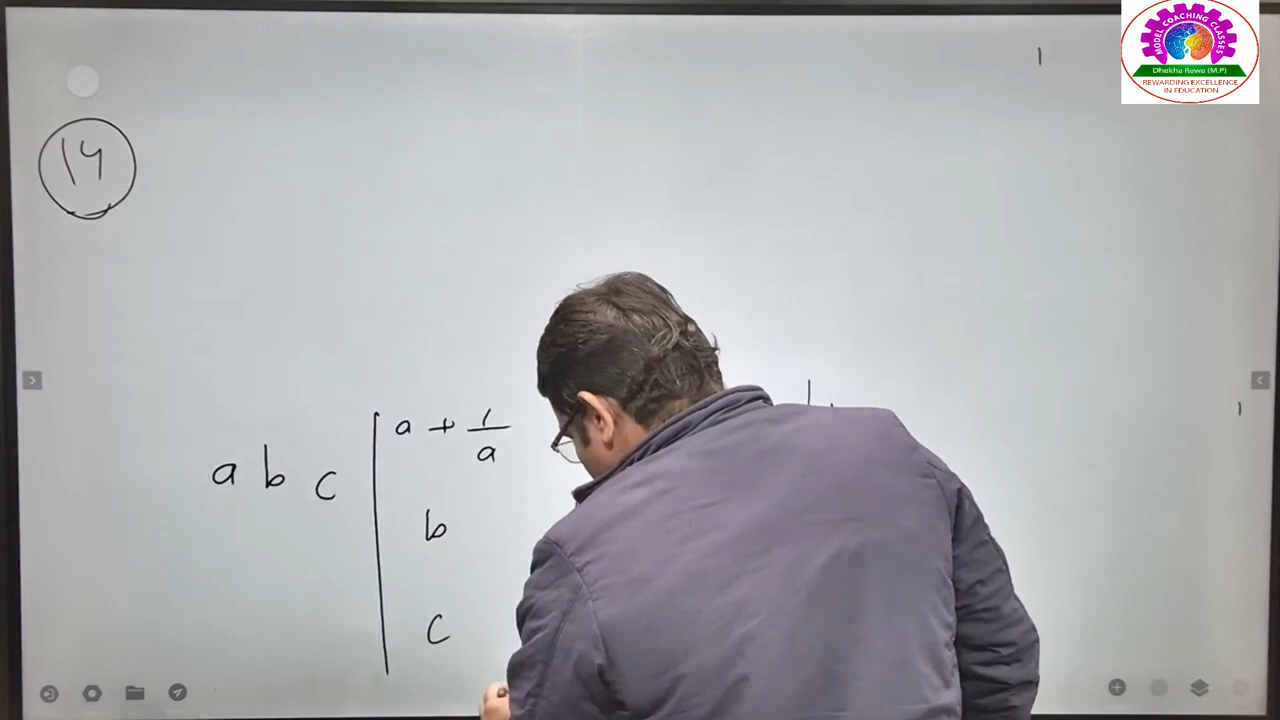 MODEL COACHING CLASSES
Dhekha Rewa (M.P)
REWARDING EXCELLENCE
IN EDUCATION
14
a b c | a + 1/a
b
c